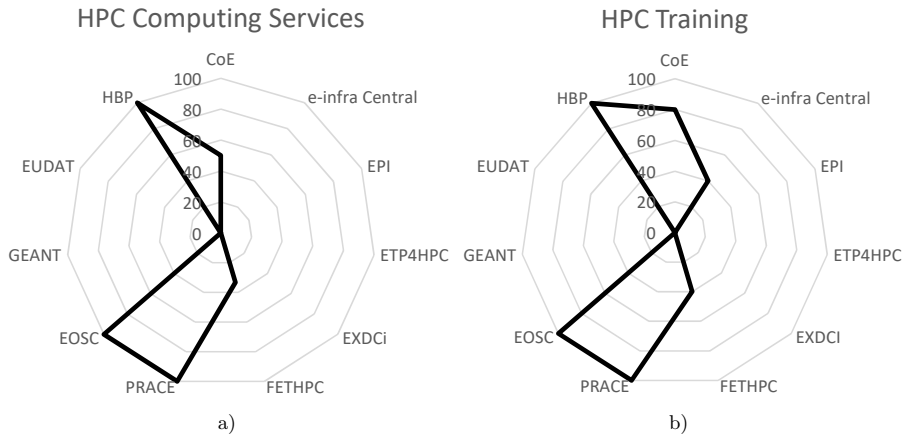 HPC Computing Services
CoE
100
e-infra Central
HBP
80
60
EUDAT
EPI
40
20
0
GEANT
ETP4HPC
EOSC
EXDCi
PRACE
FETHPC
a)
HPC Training
CoE
100
e-infra Central
HBP
80
60
EUDAT
EPI
40
20
0
GEANT
ETP4HPC
EOSC
EXDCI
PRACE
FETHPC
b)